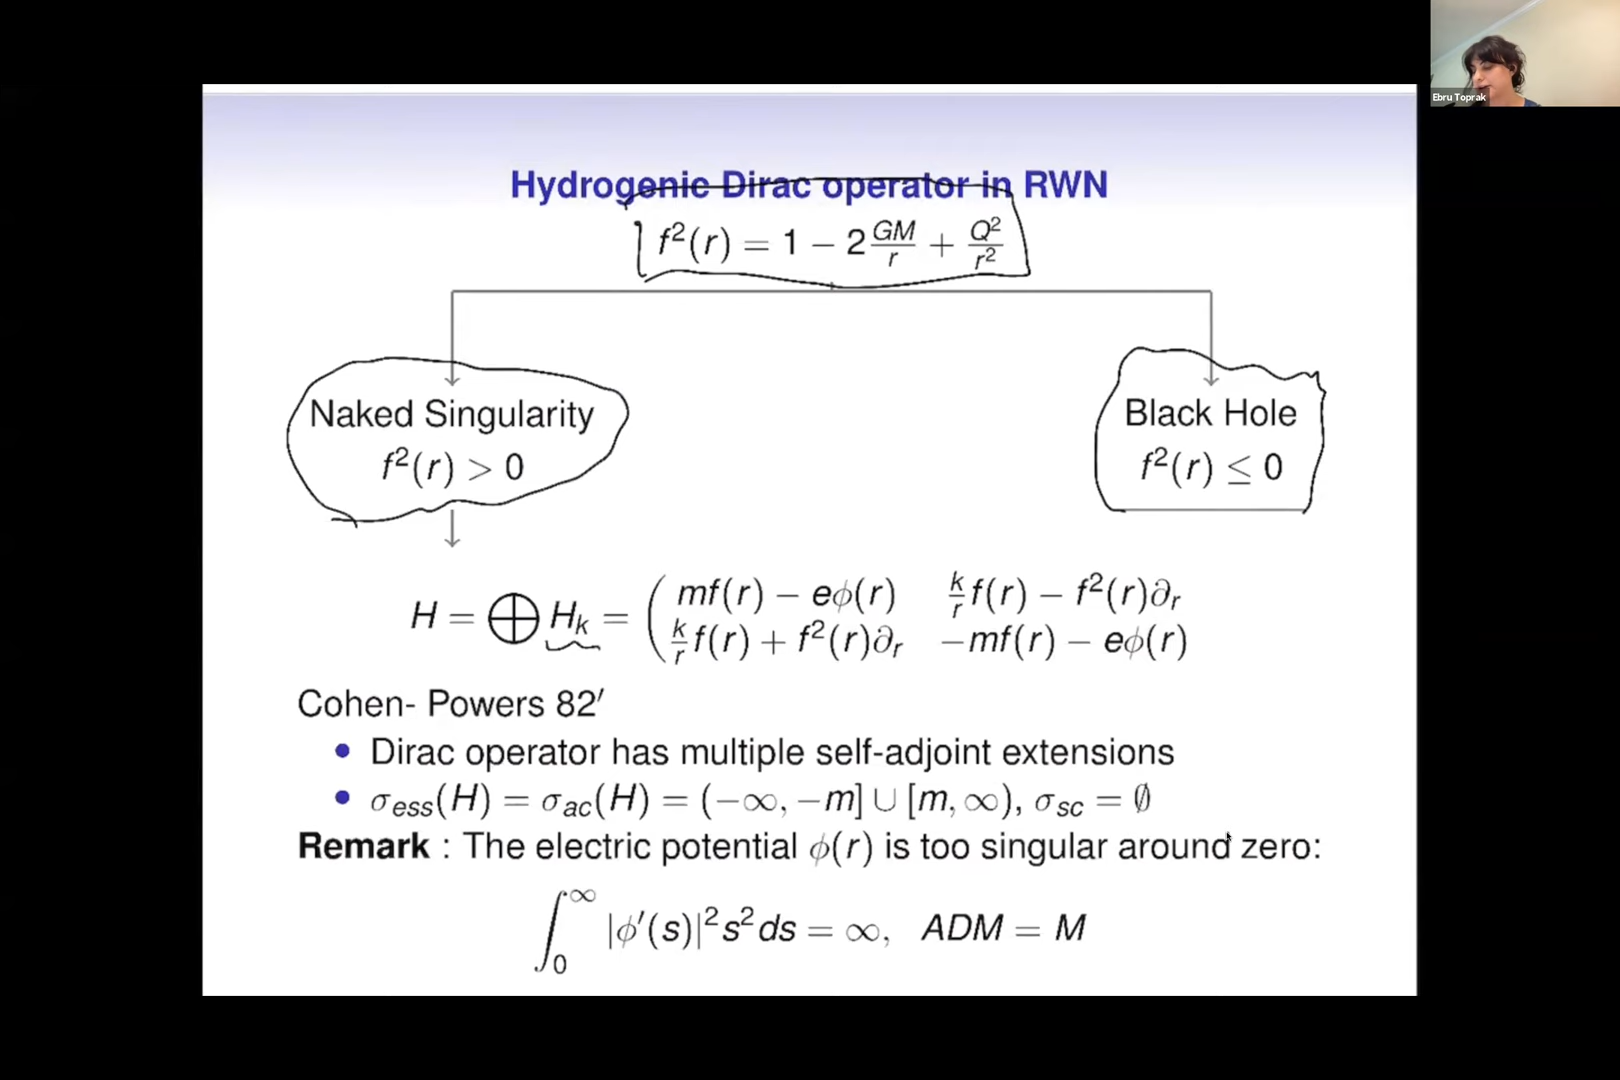 Ebru Toprak
Hydrogenic Dirac operator in RWN
f²(r) = 1 − 2 GM/r + Q²/r²
Naked Singularity
f²(r) > 0
Black Hole
f²(r) ≤ 0
H = ⨁ H_k = ( mf(r) − eϕ(r)   k/r f(r) − f²(r)∂_r
k/r f(r) + f²(r)∂_r   −mf(r) − eϕ(r)
Cohen- Powers 82′
• Dirac operator has multiple self-adjoint extensions
• σ_ess(H) = σ_ac(H) = (−∞, −m] ∪ [m, ∞), σ_sc = ∅
Remark : The electric potential ϕ(r) is too singular around zero:
∫_0^∞ |ϕ′(s)|² s² ds = ∞,  ADM = M